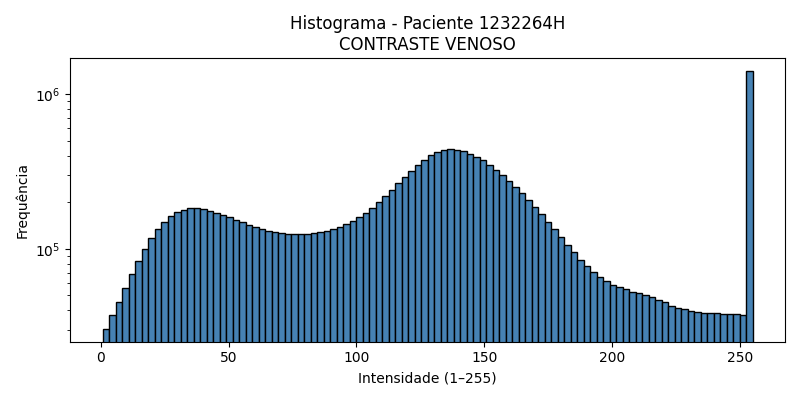 Histograma - Paciente 1232264H
CONTRASTE VENOSO
Frequência
10^6
10^5
0 50 100 150 200 250
Intensidade (1–255)